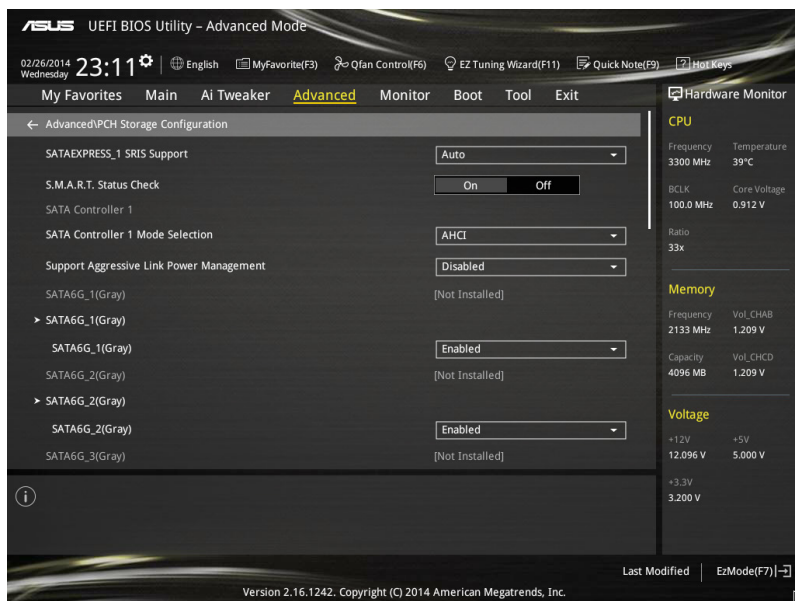 ASUS UEFI BIOS Utility – Advanced Mode
02/26/2014 Wednesday 23:11 English MyFavorite(F3) Qfan Control(F6) EZ Tuning Wizard(F11) Quick Note(F9) ? Hot Keys
My Favorites Main Ai Tweaker Advanced Monitor Boot Tool Exit
← Advanced\PCH Storage Configuration
SATAEXPRESS_1 SRIS Support Auto
S.M.A.R.T. Status Check On Off
SATA Controller 1
SATA Controller 1 Mode Selection AHCI
Support Aggressive Link Power Management Disabled
SATA6G_1(Gray) [Not Installed]
➤ SATA6G_1(Gray)
SATA6G_1(Gray) Enabled
SATA6G_2(Gray) [Not Installed]
➤ SATA6G_2(Gray)
SATA6G_2(Gray) Enabled
SATA6G_3(Gray) [Not Installed]
Hardware Monitor
CPU
Frequency Temperature
3300 MHz 39°C
BCLK Core Voltage
100.0 MHz 0.912 V
Ratio
33x
Memory
Frequency Vol_CHAB
2133 MHz 1.209 V
Capacity Vol_CHCD
4096 MB 1.209 V
Voltage
+12V +5V
12.096 V 5.000 V
+3.3V
3.200 V
Last Modified EzMode(F7)
Version 2.16.1242. Copyright (C) 2014 American Megatrends, Inc.